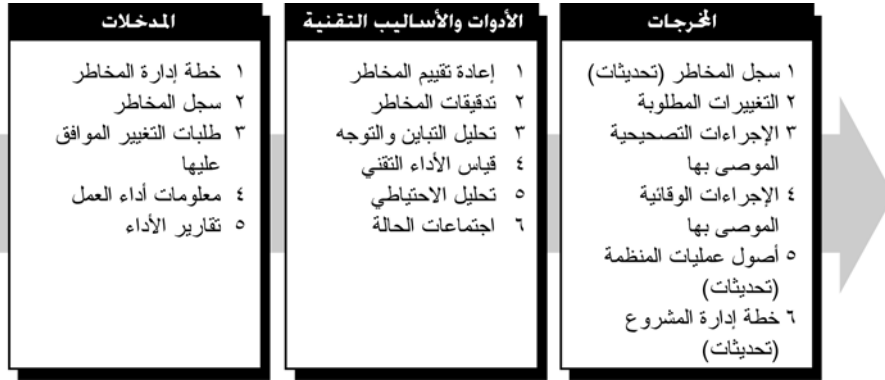 المدخلات
١ خطة إدارة المخاطر
٢ سجل المخاطر
٣ طلبات التغيير الموافق
عليها
٤ معلومات أداء العمل
٥ تقارير الأداء
الأدوات والأساليب التقنية
١ إعادة تقييم المخاطر
٢ تدقيقات المخاطر
٣ تحليل التباين والتوجه
٤ قياس الأداء التقني
٥ تحليل الاحتياطي
٦ اجتماعات الحالة
المخرجات
١ سجل المخاطر (تحديثات)
٢ التغييرات المطلوبة
٣ الإجراءات التصحيحية
الموصى بها
٤ الإجراءات الوقائية
الموصى بها
٥ أصول عمليات المنظمة
(تحديثات)
٦ خطة إدارة المشروع
(تحديثات)